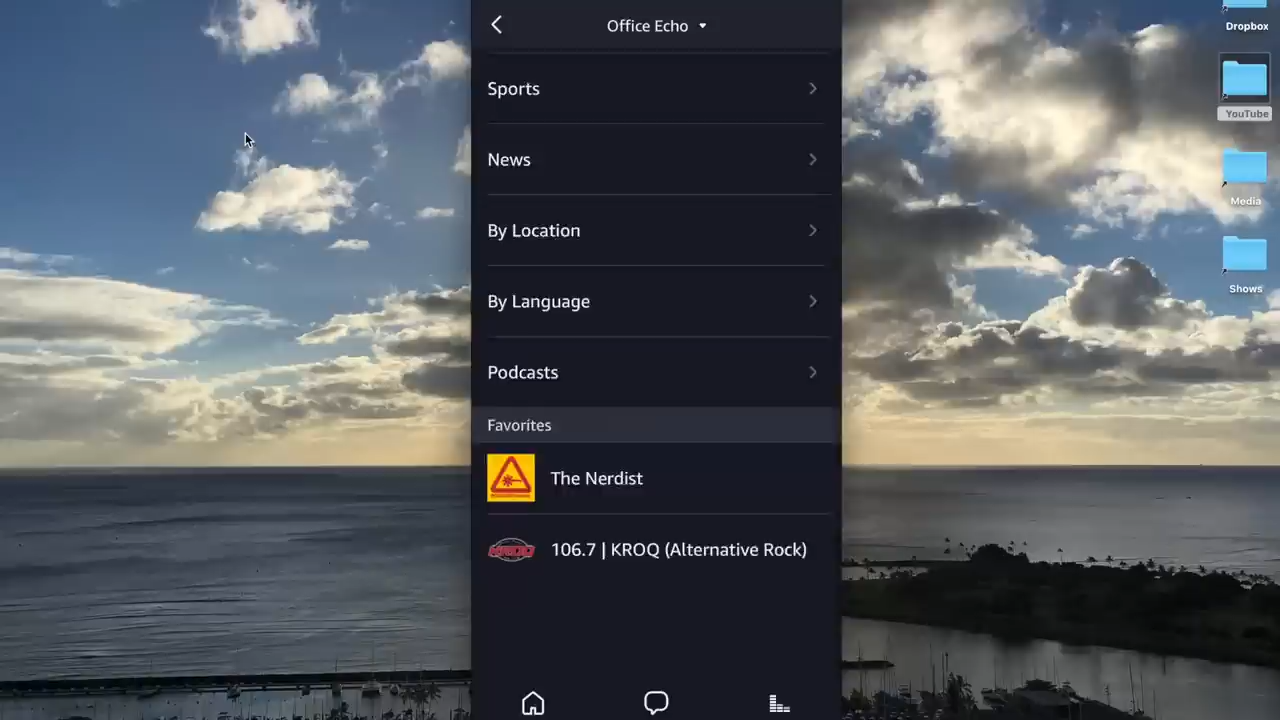 Office Echo
Sports
News
By Location
By Language
Podcasts
Favorites
The Nerdist
KROQ
106.7 | KROQ (Alternative Rock)
Dropbox
YouTube
Media
Shows